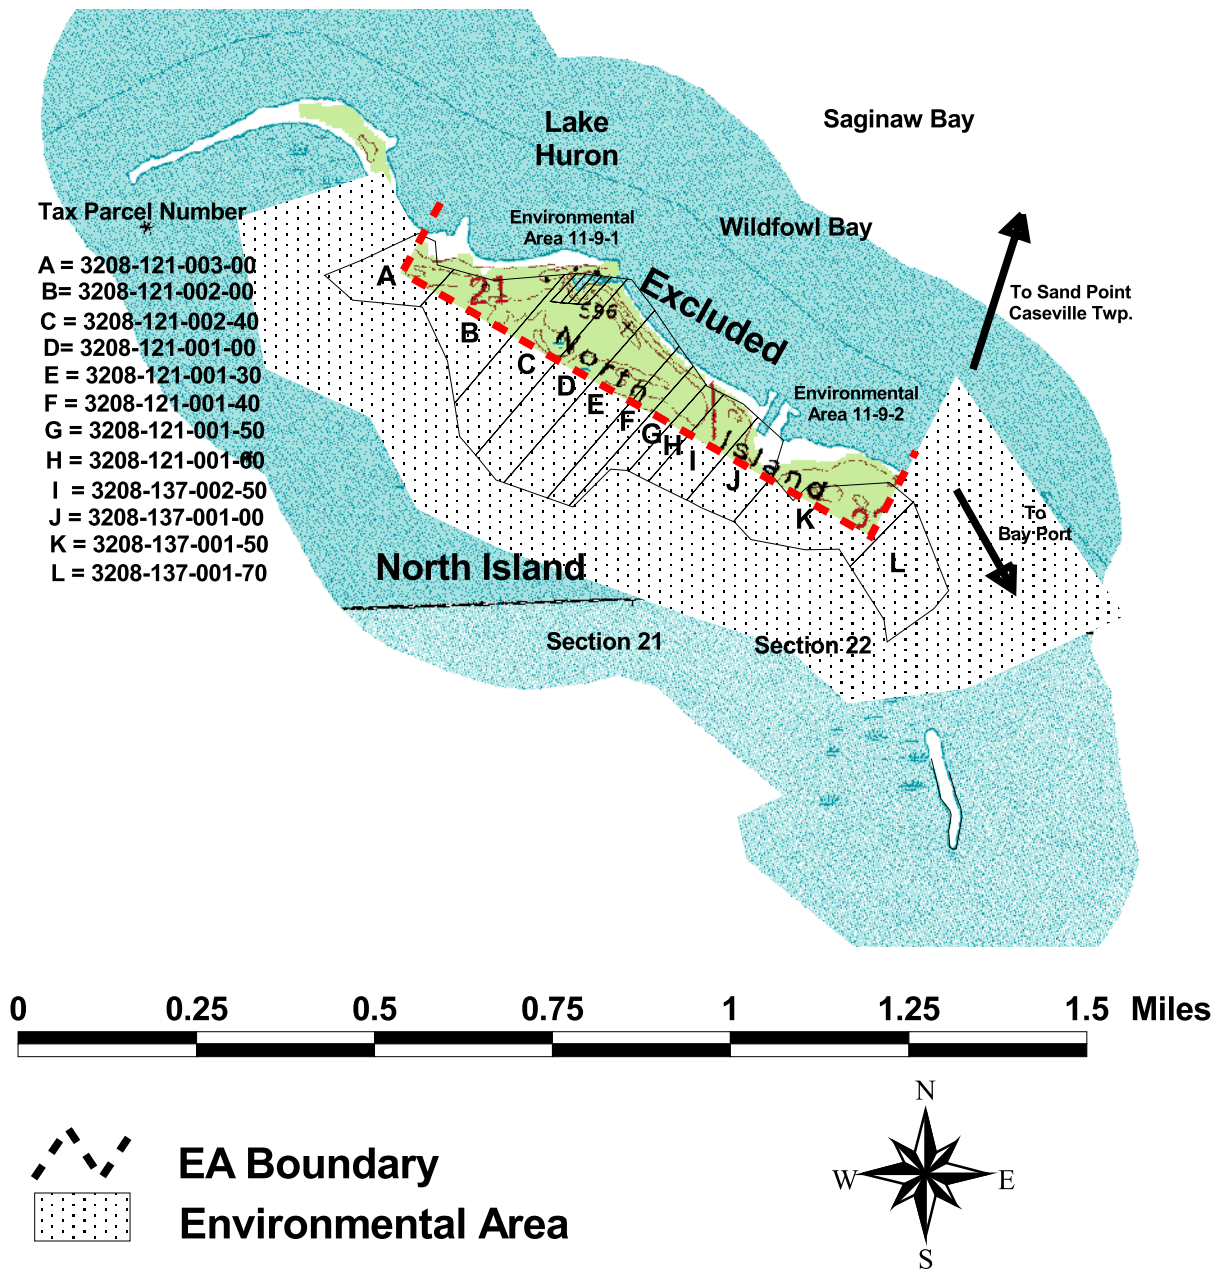 Lake
Huron
Saginaw Bay
Tax Parcel Number
Environmental
Area 11-9-1
Wildfowl Bay
A = 3208-121-003-00
B= 3208-121-002-00
C = 3208-121-002-40
D= 3208-121-001-00
E = 3208-121-001-30
F = 3208-121-001-40
G = 3208-121-001-50
H = 3208-121-001-60
I = 3208-137-002-50
J = 3208-137-001-00
K = 3208-137-001-50
L = 3208-137-001-70
A
21
Excluded
To Sand Point
Caseville Twp.
596
B
North
C
D
E
F
G
H
I
J
K
L
Environmental
Area 11-9-2
Island
To
Bay Port
North Island
Section 21
Section 22
0 0.25 0.5 0.75 1 1.25 1.5 Miles
EA Boundary
Environmental Area
N
W
E
S